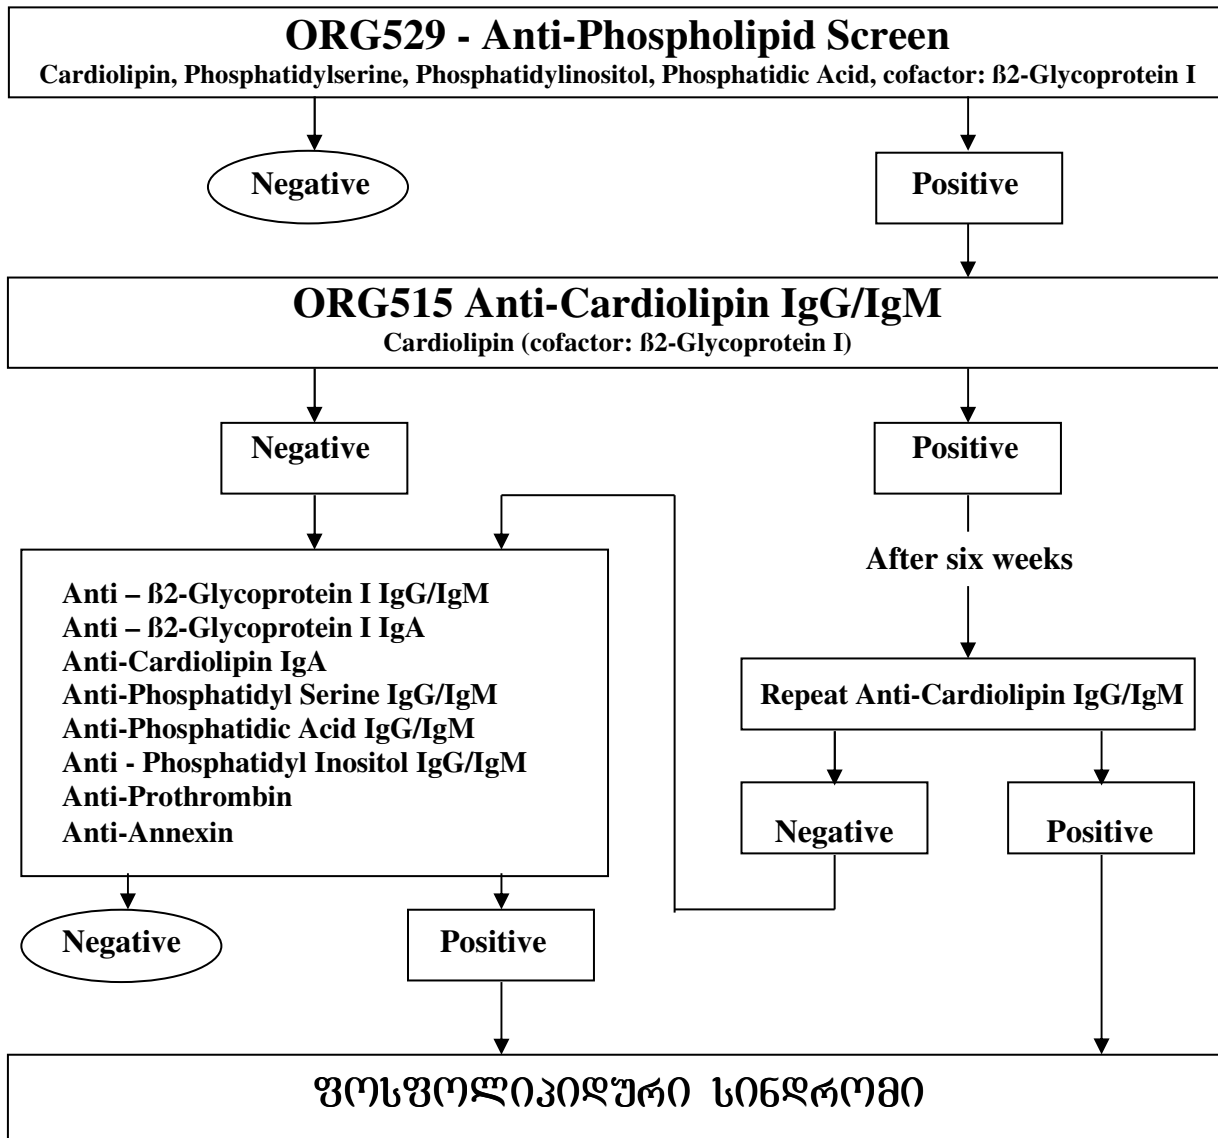 ORG529 - Anti-Phospholipid Screen
Cardiolipin, Phosphatidylserine, Phosphatidylinositol, Phosphatidic Acid, cofactor: ß2-Glycoprotein I
Negative
Positive
ORG515 Anti-Cardiolipin IgG/IgM
Cardiolipin (cofactor: ß2-Glycoprotein I)
Negative
Positive
After six weeks
Anti – ß2-Glycoprotein I IgG/IgM
Anti – ß2-Glycoprotein I IgA
Anti-Cardiolipin IgA
Anti-Phosphatidyl Serine IgG/IgM
Anti-Phosphatidic Acid IgG/IgM
Anti - Phosphatidyl Inositol IgG/IgM
Anti-Prothrombin
Anti-Annexin
Repeat Anti-Cardiolipin IgG/IgM
Negative
Positive
Negative
Positive
ფოსფოლიპიდური სინდრომი